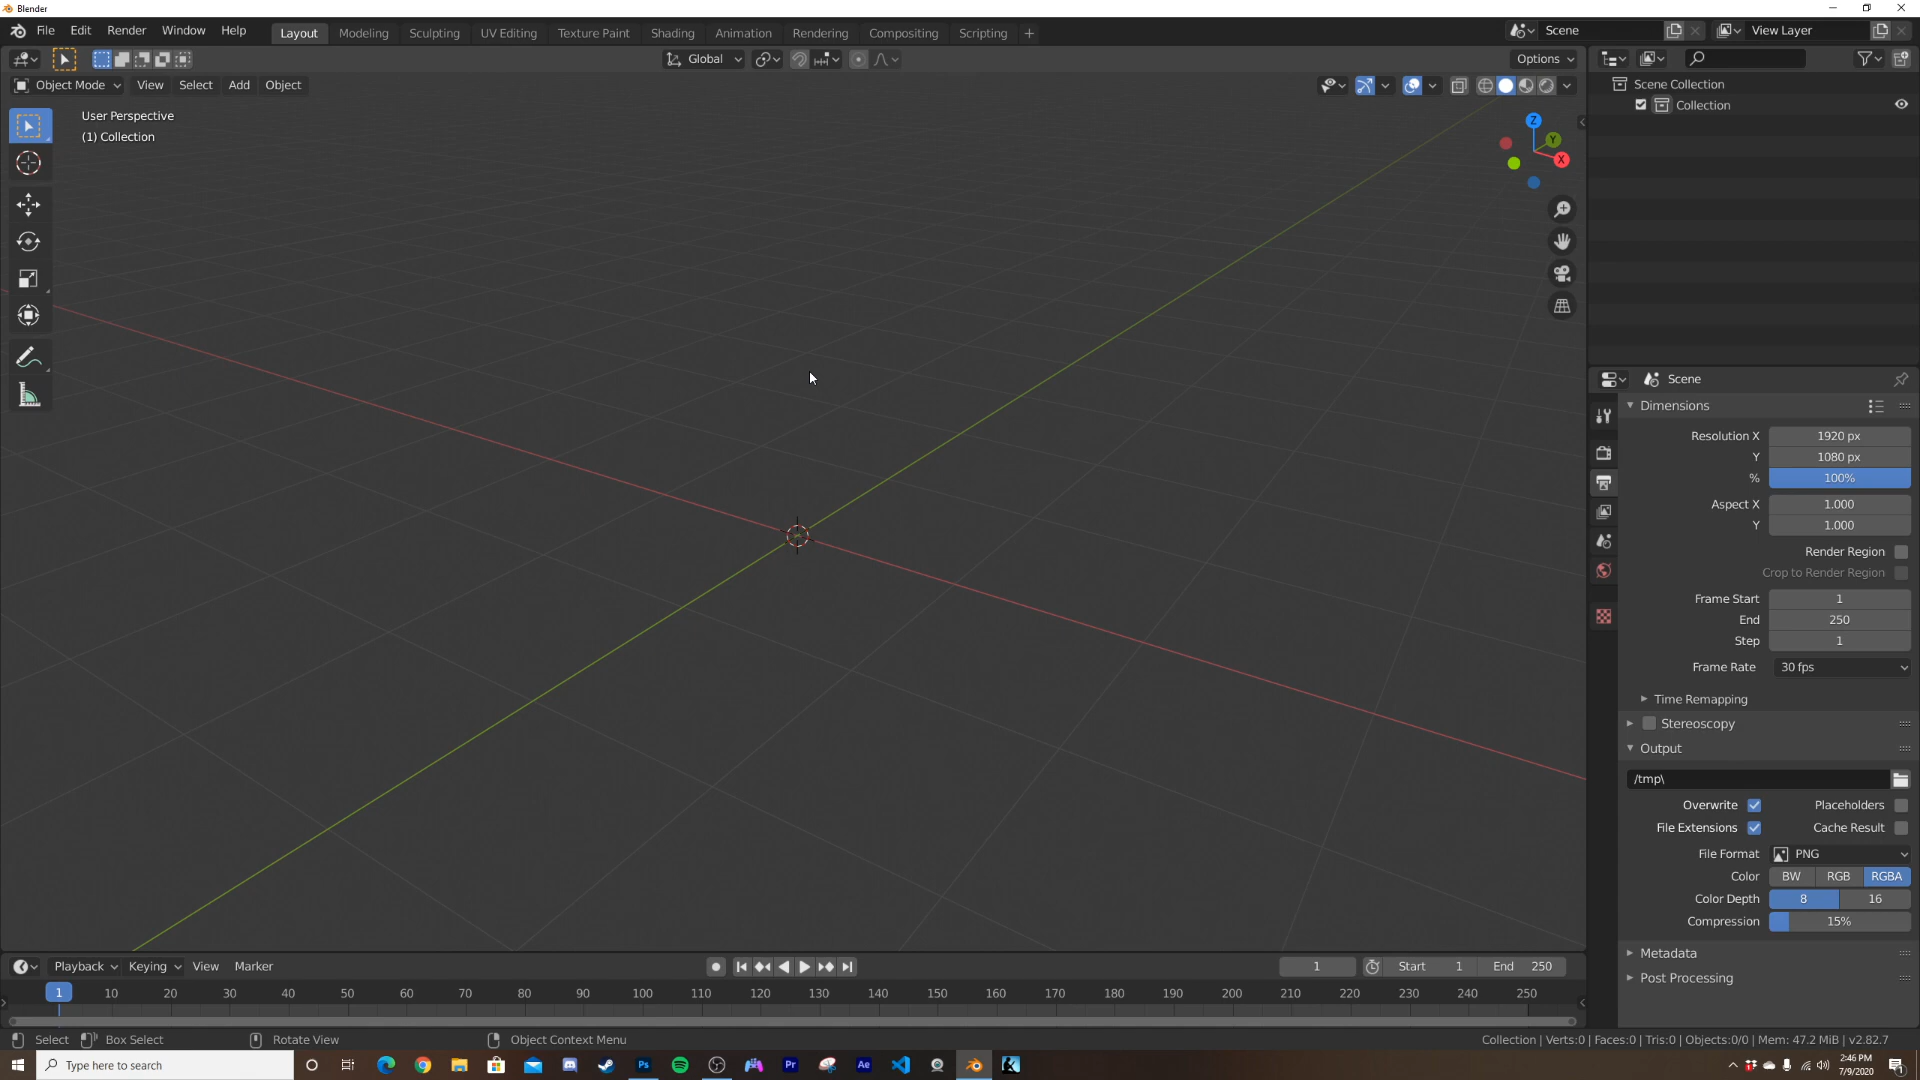 Blender
File Edit Render Window Help Layout Modeling Sculpting UV Editing Texture Paint Shading Animation Rendering Compositing Scripting + Scene View Layer
Global Options
Object Mode View Select Add Object
User Perspective
(1) Collection
Z
Y
X
Scene Collection
Collection
Scene
Dimensions
Resolution X 1920 px
Y 1080 px
% 100%
Aspect X 1.000
Y 1.000
Render Region
Crop to Render Region
Frame Start 1
End 250
Step 1
Frame Rate 30 fps
Time Remapping
Stereoscopy
Output
/tmp\
Overwrite Placeholders
File Extensions Cache Result
File Format PNG
Color BW RGB RGBA
Color Depth 8 16
Compression 15%
Metadata
Post Processing
Playback Keying View Marker 1 Start 1 End 250
1 10 20 30 40 50 60 70 80 90 100 110 120 130 140 150 160 170 180 190 200 210 220 230 240 250
Select Box Select Rotate View Object Context Menu Collection | Verts:0 | Faces:0 | Tris:0 | Objects:0/0 | Mem: 47.2 MiB | v2.82.7
Type here to search Ps Pr Ae 2:46 PM
7/9/2020